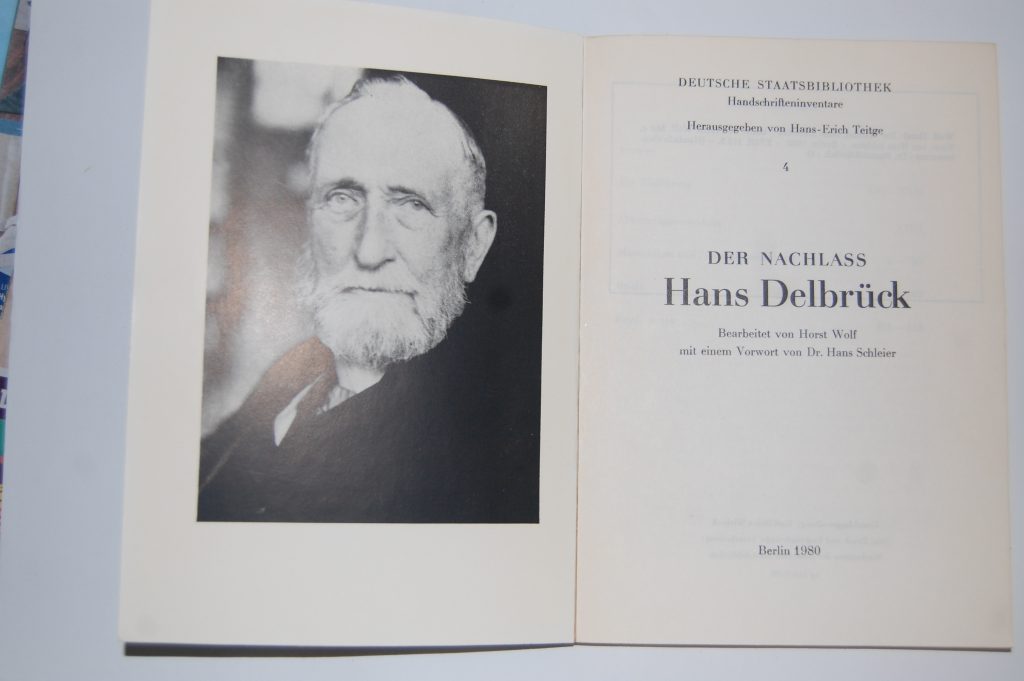 DEUTSCHE STAATSBIBLIOTHEK
Handschrifteninventare
Herausgegeben von Hans-Erich Teitge
4
DER NACHLASS
Hans Delbrück
Bearbeitet von Horst Wolf
mit einem Vorwort von Dr. Hans Schleier
Berlin 1980